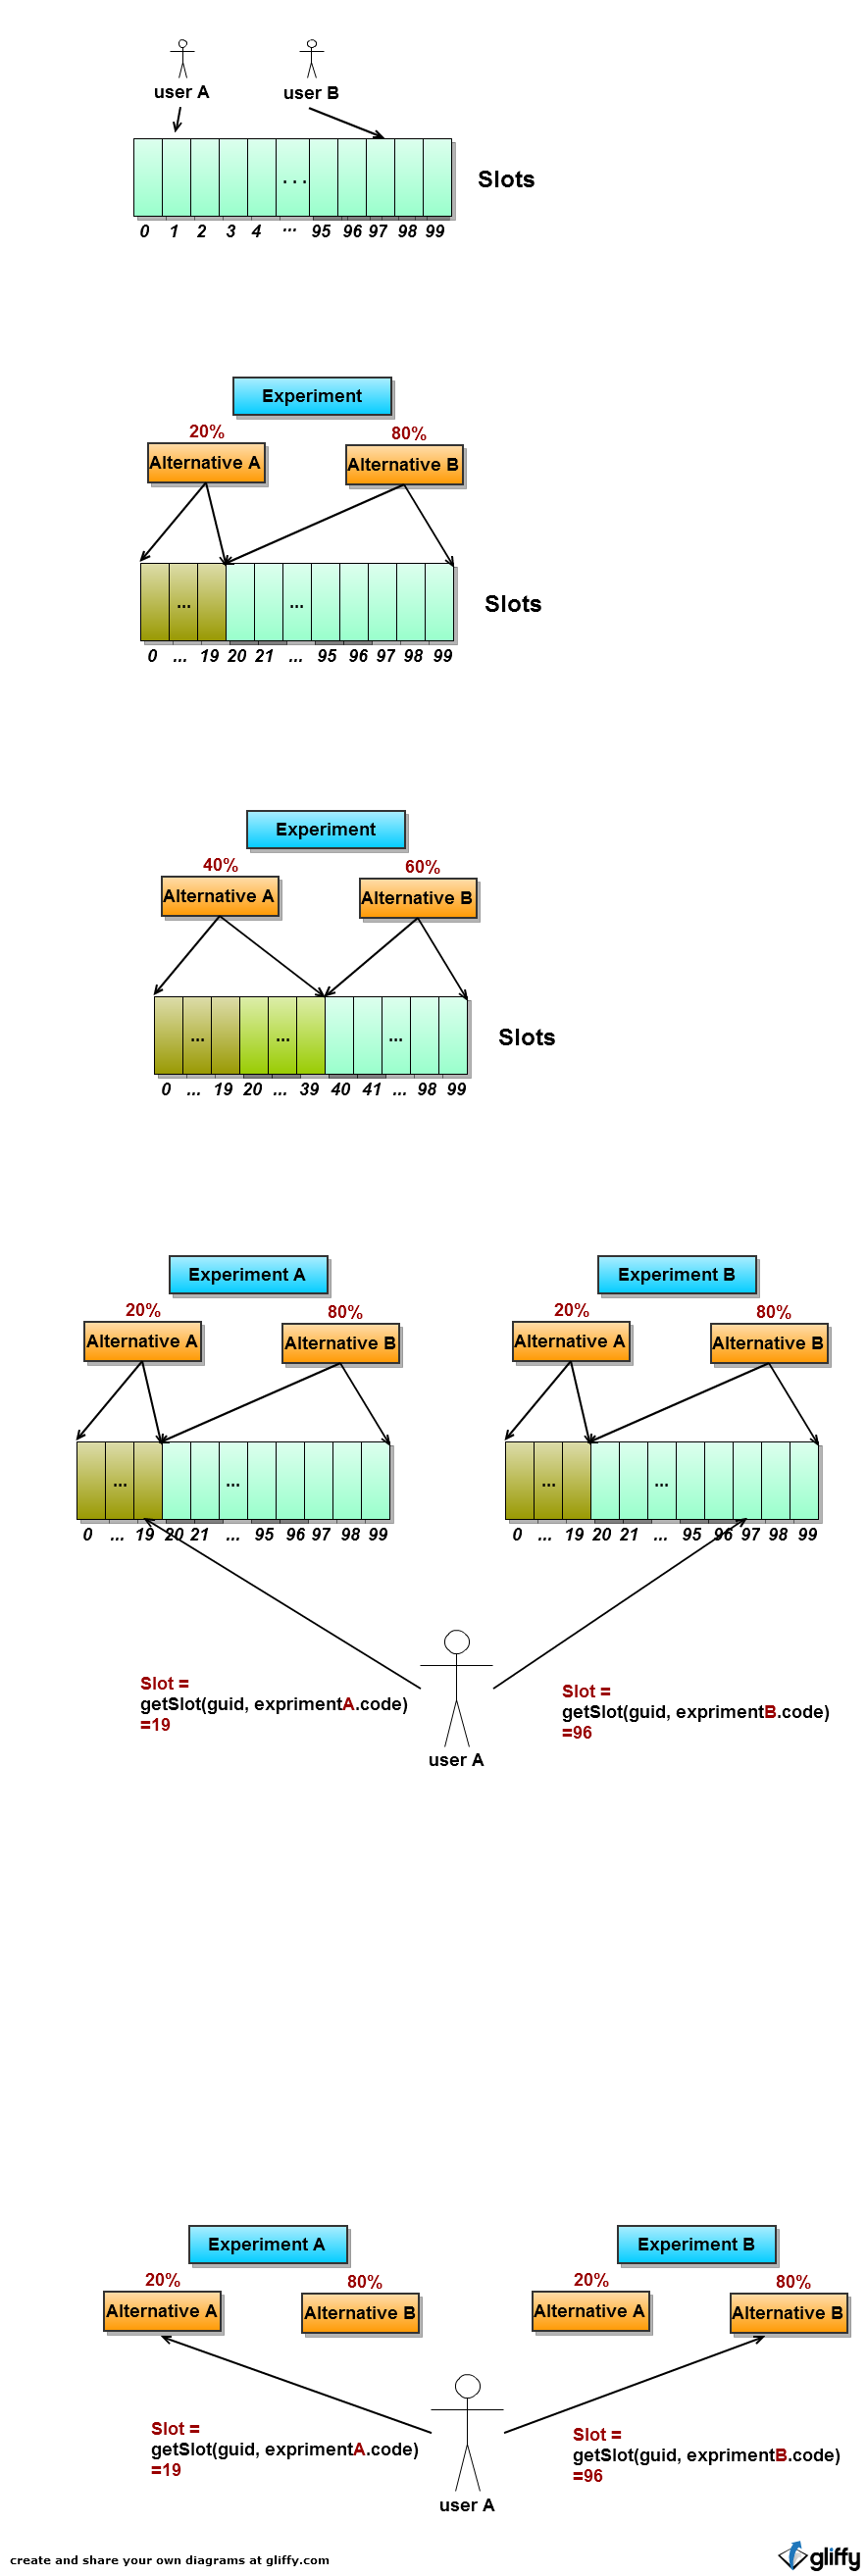 user A
user B
...
Slots
0 1 2 3 4 ... 95 96 97 98 99
Experiment
20%
80%
Alternative A
Alternative B
... ...
Slots
0 ... 19 20 21 ... 95 96 97 98 99
Experiment
40%
60%
Alternative A
Alternative B
... ... ...
Slots
0 ... 19 20 ... 39 40 41 ... 98 99
Experiment A
20%
80%
Alternative A
Alternative B
... ...
0 ... 19 20 21 ... 95 96 97 98 99
Experiment B
20%
80%
Alternative A
Alternative B
... ...
0 ... 19 20 21 ... 95 96 97 98 99
Slot =
getSlot(guid, exprimentA.code)
=19
Slot =
getSlot(guid, exprimentB.code)
=96
user A
Experiment A
20%
80%
Alternative A
Alternative B
Experiment B
20%
80%
Alternative A
Alternative B
Slot =
getSlot(guid, exprimentA.code)
=19
Slot =
getSlot(guid, exprimentB.code)
=96
user A
create and share your own diagrams at gliffy.com
gliffy